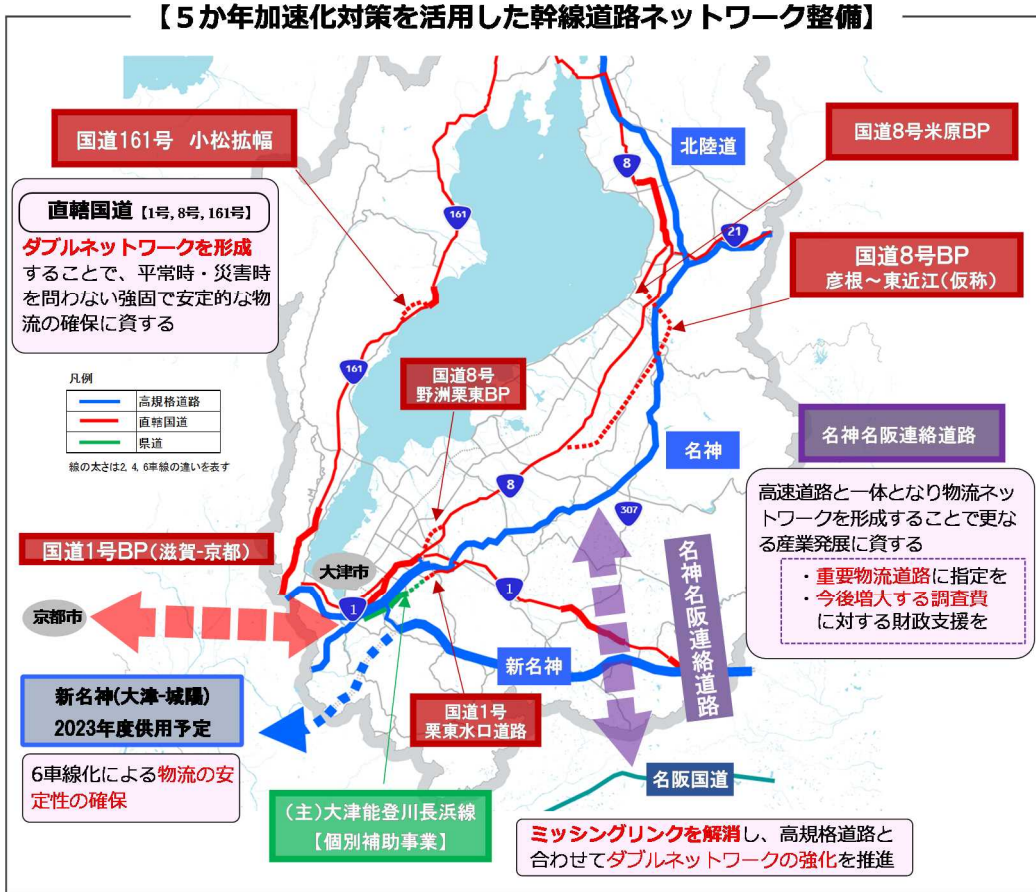 【５か年加速化対策を活用した幹線道路ネットワーク整備】
国道161号 小松拡幅
北陸道
国道8号米原BP
直轄国道【1号,8号,161号】
ダブルネットワークを形成
することで、平常時・災害時
を問わない強固で安定的な物
流の確保に資する
8
161
21
国道8号BP
彦根～東近江(仮称)
凡例
高規格道路
直轄国道
県道
線の太さは2, 4, 6車線の違いを表す
161
国道8号
野洲栗東BP
名神
名神名阪連絡道路
8
307
高速道路と一体となり物流ネッ
トワークを形成することで更な
る産業発展に資する
・重要物流道路に指定を
・今後増大する調査費
に対する財政支援を
国道1号BP(滋賀-京都)
大津市
京都市
1
1
名神名阪連絡道路
新名神
新名神(大津-城陽)
2023年度供用予定
国道1号
栗東水口道路
6車線化による物流の安
定性の確保
名阪国道
(主)大津能登川長浜線
【個別補助事業】
ミッシングリンクを解消し、高規格道路と
合わせてダブルネットワークの強化を推進